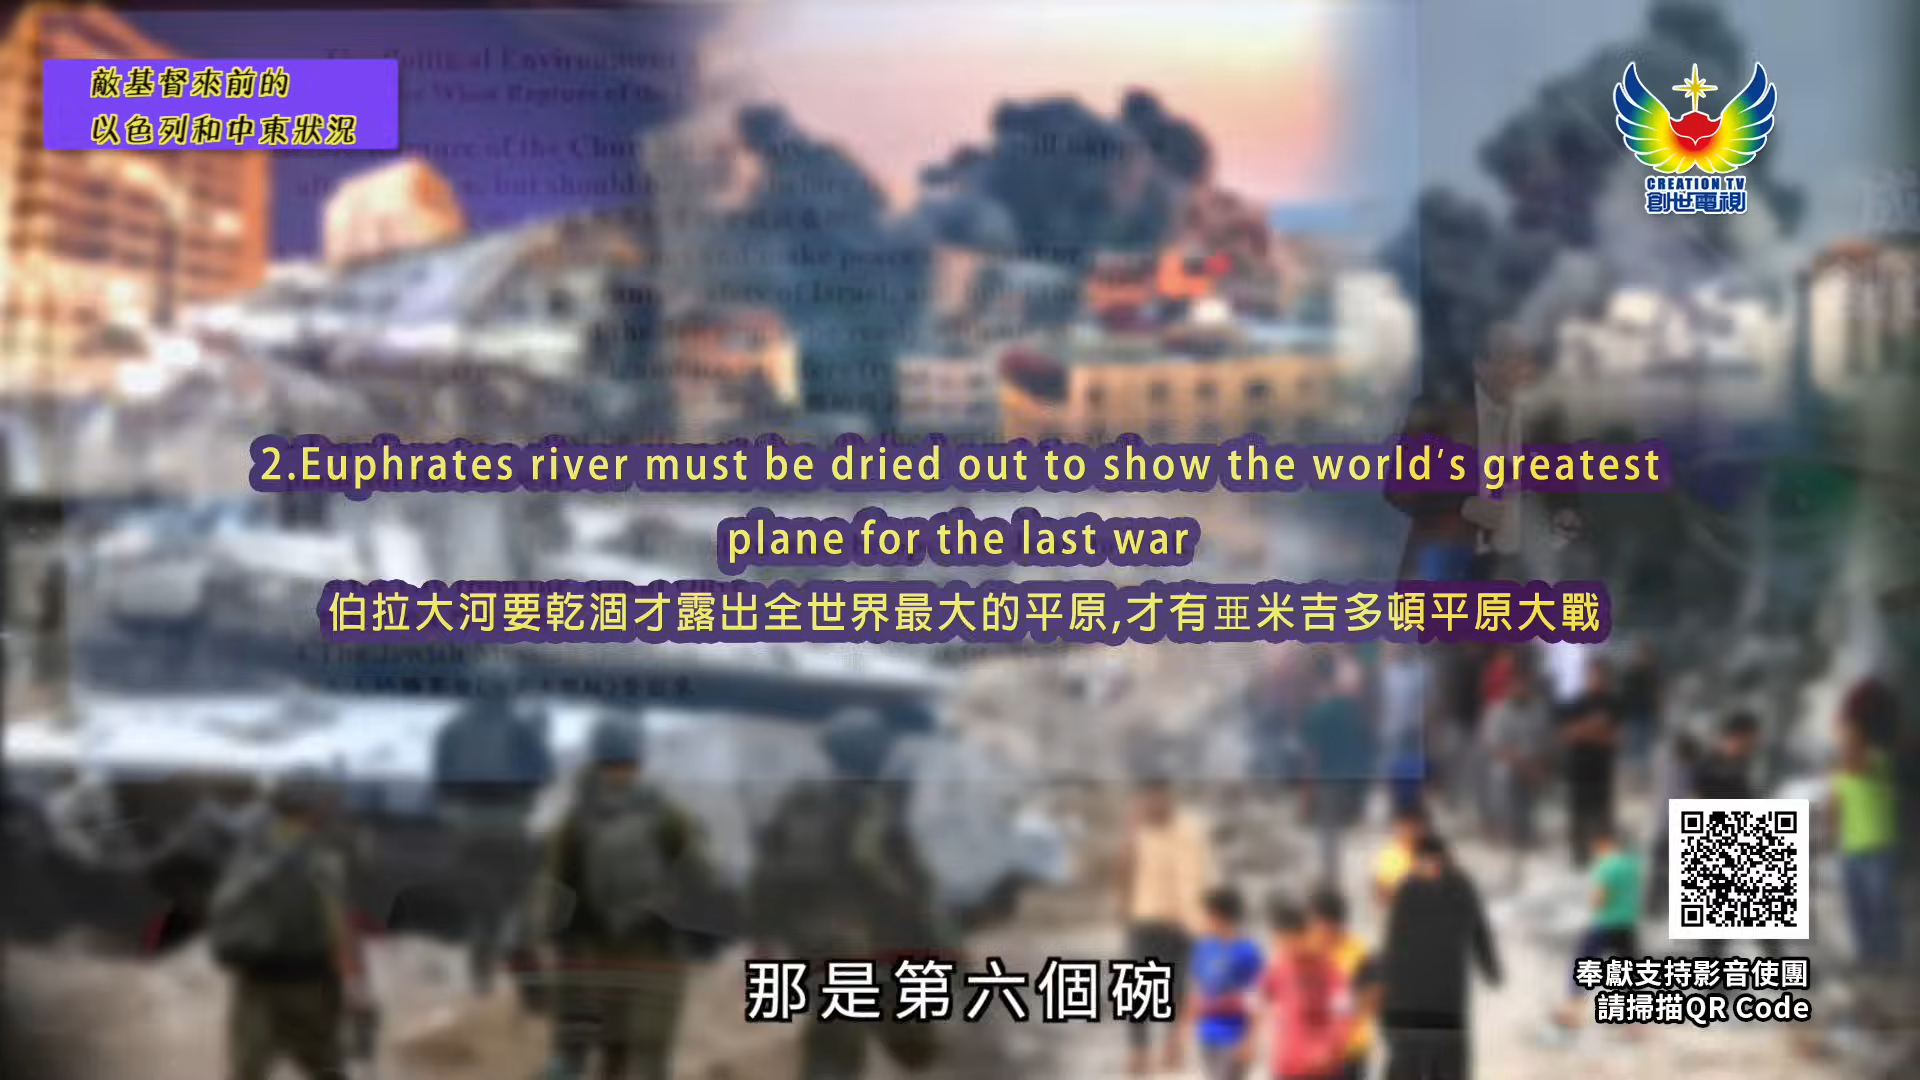 敵基督來前的
以色列和中東狀況
CREATION TV
創世電視
2.Euphrates river must be dried out to show the world's greatest
plane for the last war
伯拉大河要乾涸才露出全世界最大的平原,才有亜米吉多頓平原大戰
那是第六個碗
奉獻支持影音使團
請掃描QR Code